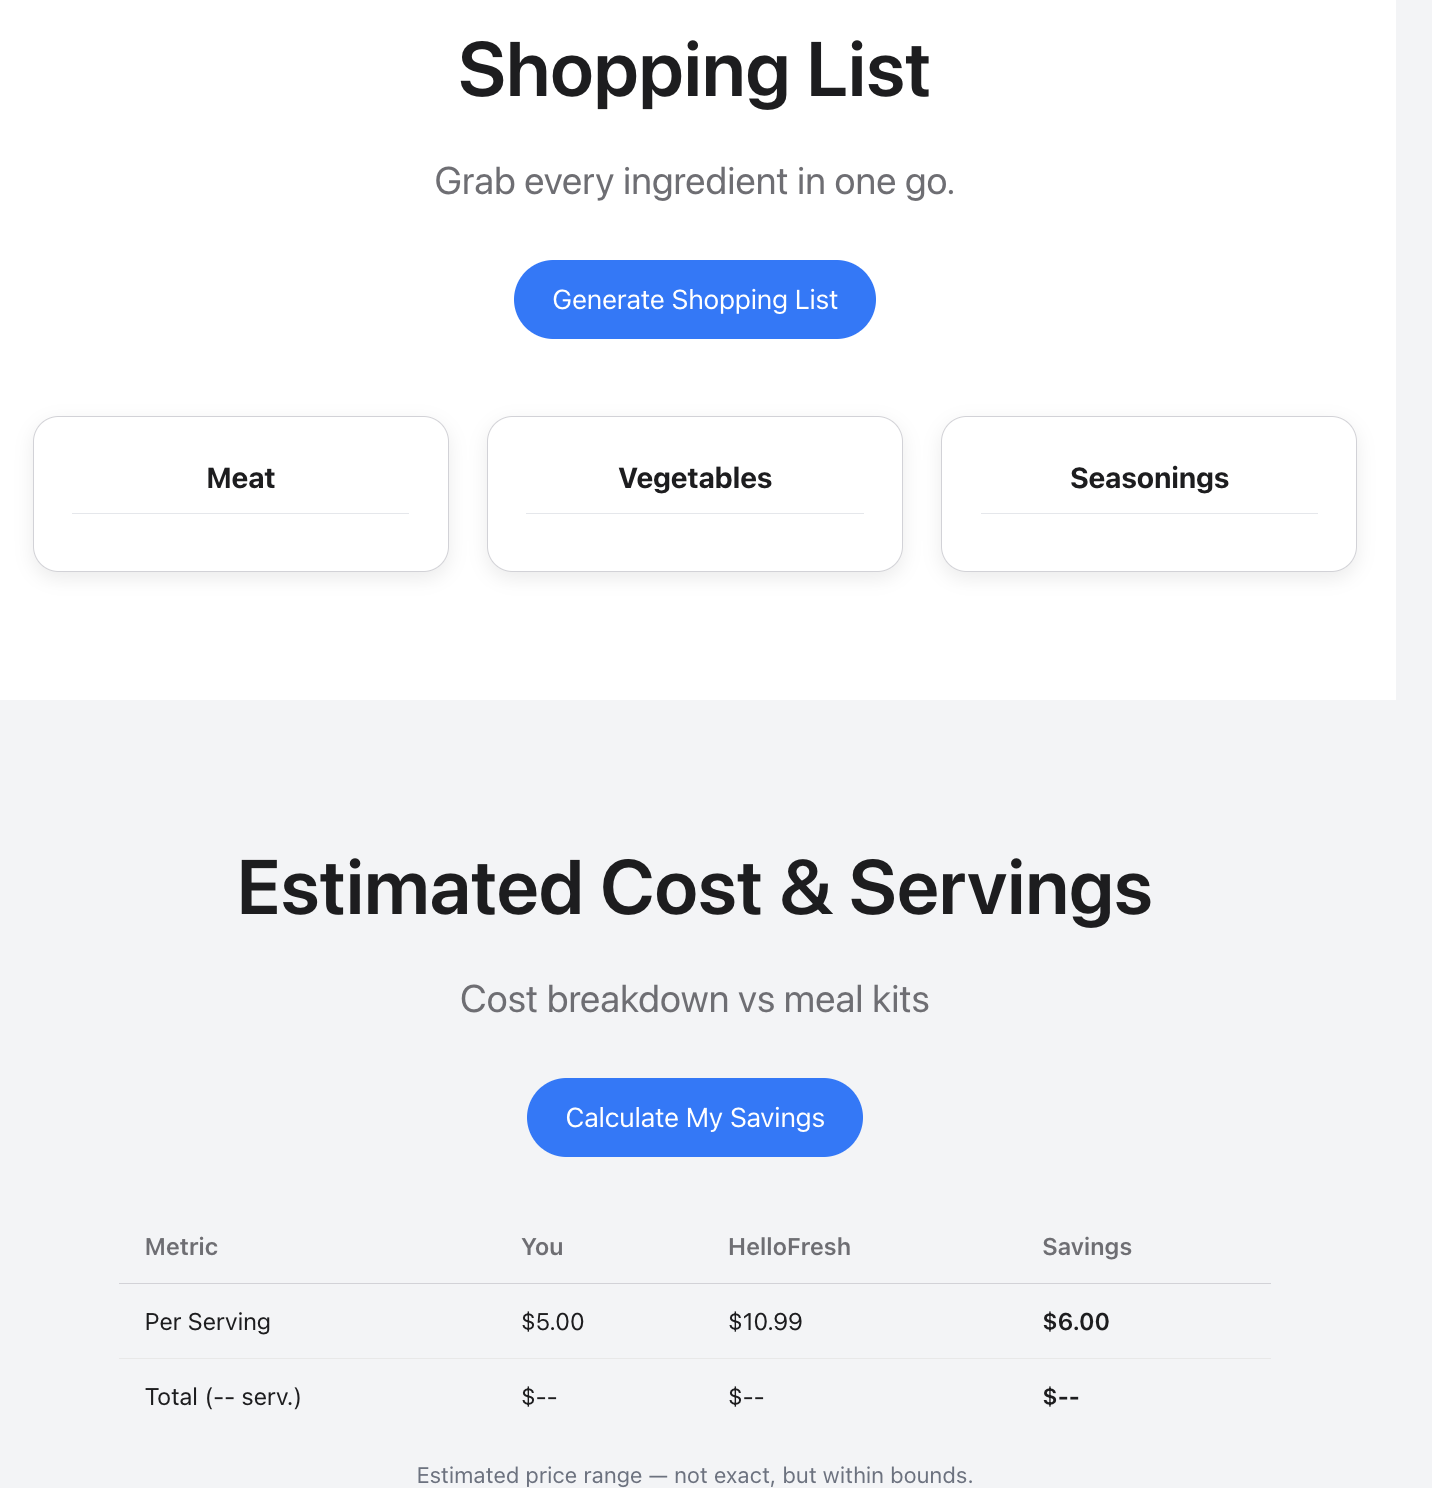 Shopping List
Grab every ingredient in one go.
Generate Shopping List
Meat Vegetables Seasonings
Estimated Cost & Servings
Cost breakdown vs meal kits
Calculate My Savings
Metric You HelloFresh Savings
Per Serving $5.00 $10.99 $6.00
Total (-- serv.) $-- $-- $--
Estimated price range — not exact, but within bounds.